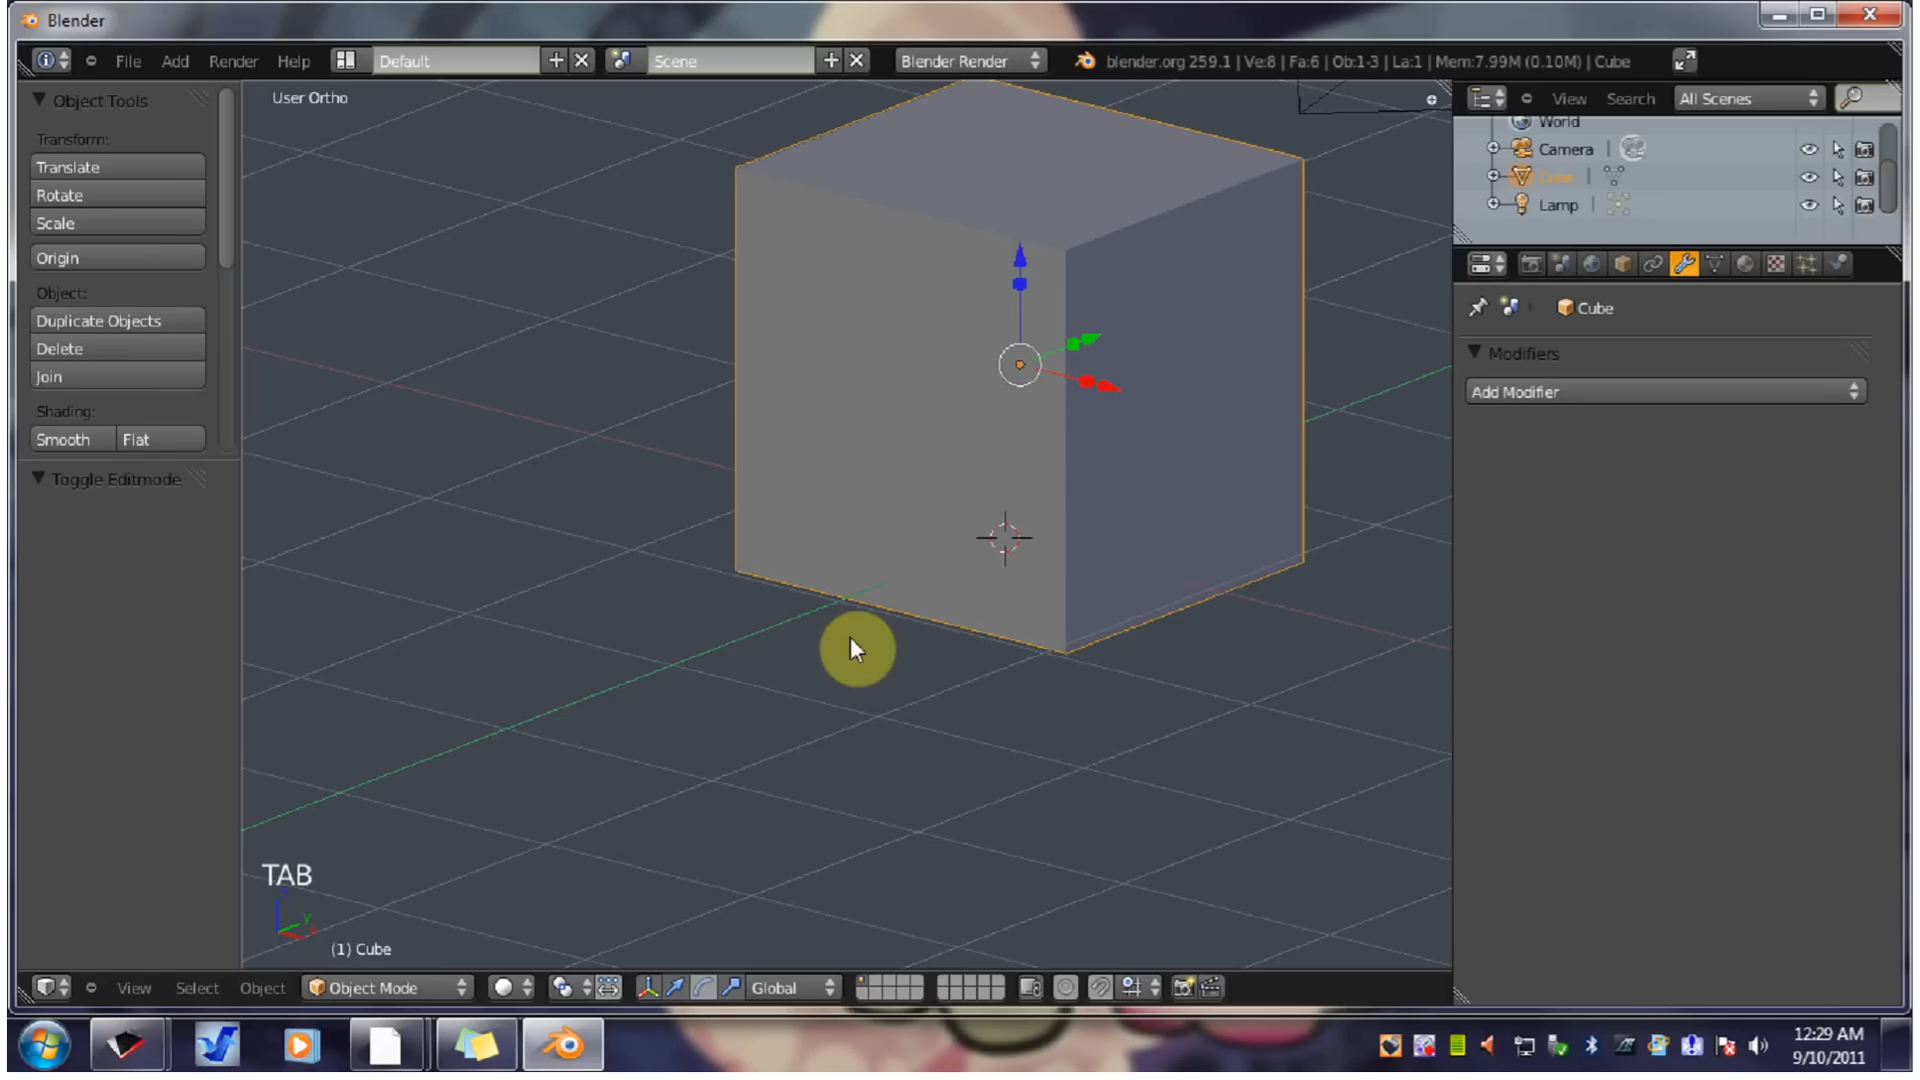 Blender
File Add Render Help Default Scene Blender Render blender.org 259.1 | Ve:8 | Fa:6 | Ob:1-3 | La:1 | Mem:7.99M (0.10M) | Cube
Object Tools
Transform:
Translate
Rotate
Scale
Origin
Object:
Duplicate Objects
Delete
Join
Shading:
Smooth Flat
Toggle Editmode
User Ortho
View Search All Scenes
World
Camera
Cube
Lamp
Cube
Modifiers
Add Modifier
TAB
y
(1) Cube
View Select Object Object Mode Global
12:29 AM
9/10/2011